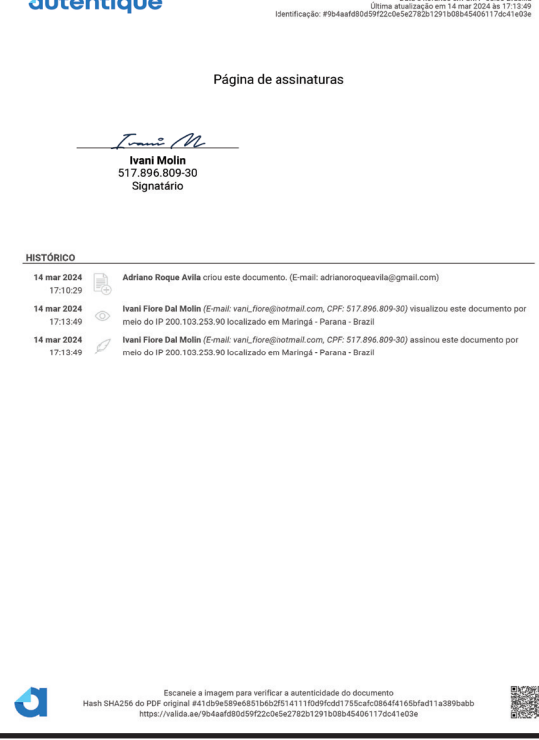 autentique
Última atualização em 14 mar 2024 às 17:13:49
Identificação: #9b4aafd80d59f22c0e5e2782b1291b08b45406117dc41e03e
Página de assinaturas
Ivani M
Ivani Molin
517.896.809-30
Signatário
HISTÓRICO
14 mar 2024
17:10:29
Adriano Roque Avila criou este documento. (E-mail: adrianoroqueavila@gmail.com)
14 mar 2024
17:13:49
Ivani Fiore Dal Molin (E-mail: vani_fiore@notmail.com, CPF: 517.896.809-30) visualizou este documento por
meio do IP 200.103.253.90 localizado em Maringá - Parana - Brazil
14 mar 2024
17:13:49
Ivani Fiore Dal Molin (E-mail: vani_fiore@notmail.com, CPF: 517.896.809-30) assinou este documento por
meio do IP 200.103.253.90 localizado em Maringá - Parana - Brazil
Escaneie a imagem para verificar a autenticidade do documento
Hash SHA256 do PDF original #41db9e589e6851b6b2f514111f0d9fcdd1755cafc0864f4165bfad11a389babb
https://valida.ae/9b4aafd80d59f22c0e5e2782b1291b08b45406117dc41e03e